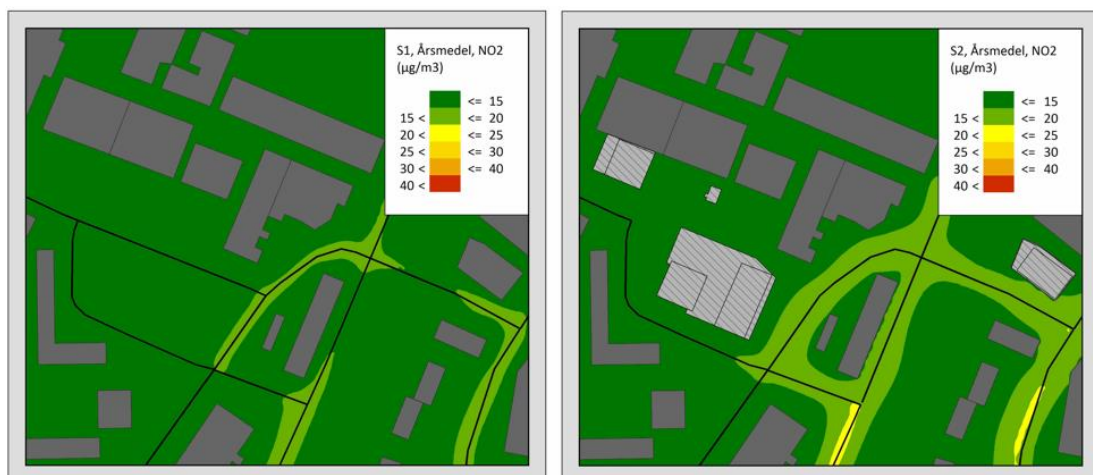 S1, Årsmedel, NO2
(µg/m3)
<= 15
15 < <= 20
20 < <= 25
25 < <= 30
30 < <= 40
40 <
S2, Årsmedel, NO2
(µg/m3)
<= 15
15 < <= 20
20 < <= 25
25 < <= 30
30 < <= 40
40 <